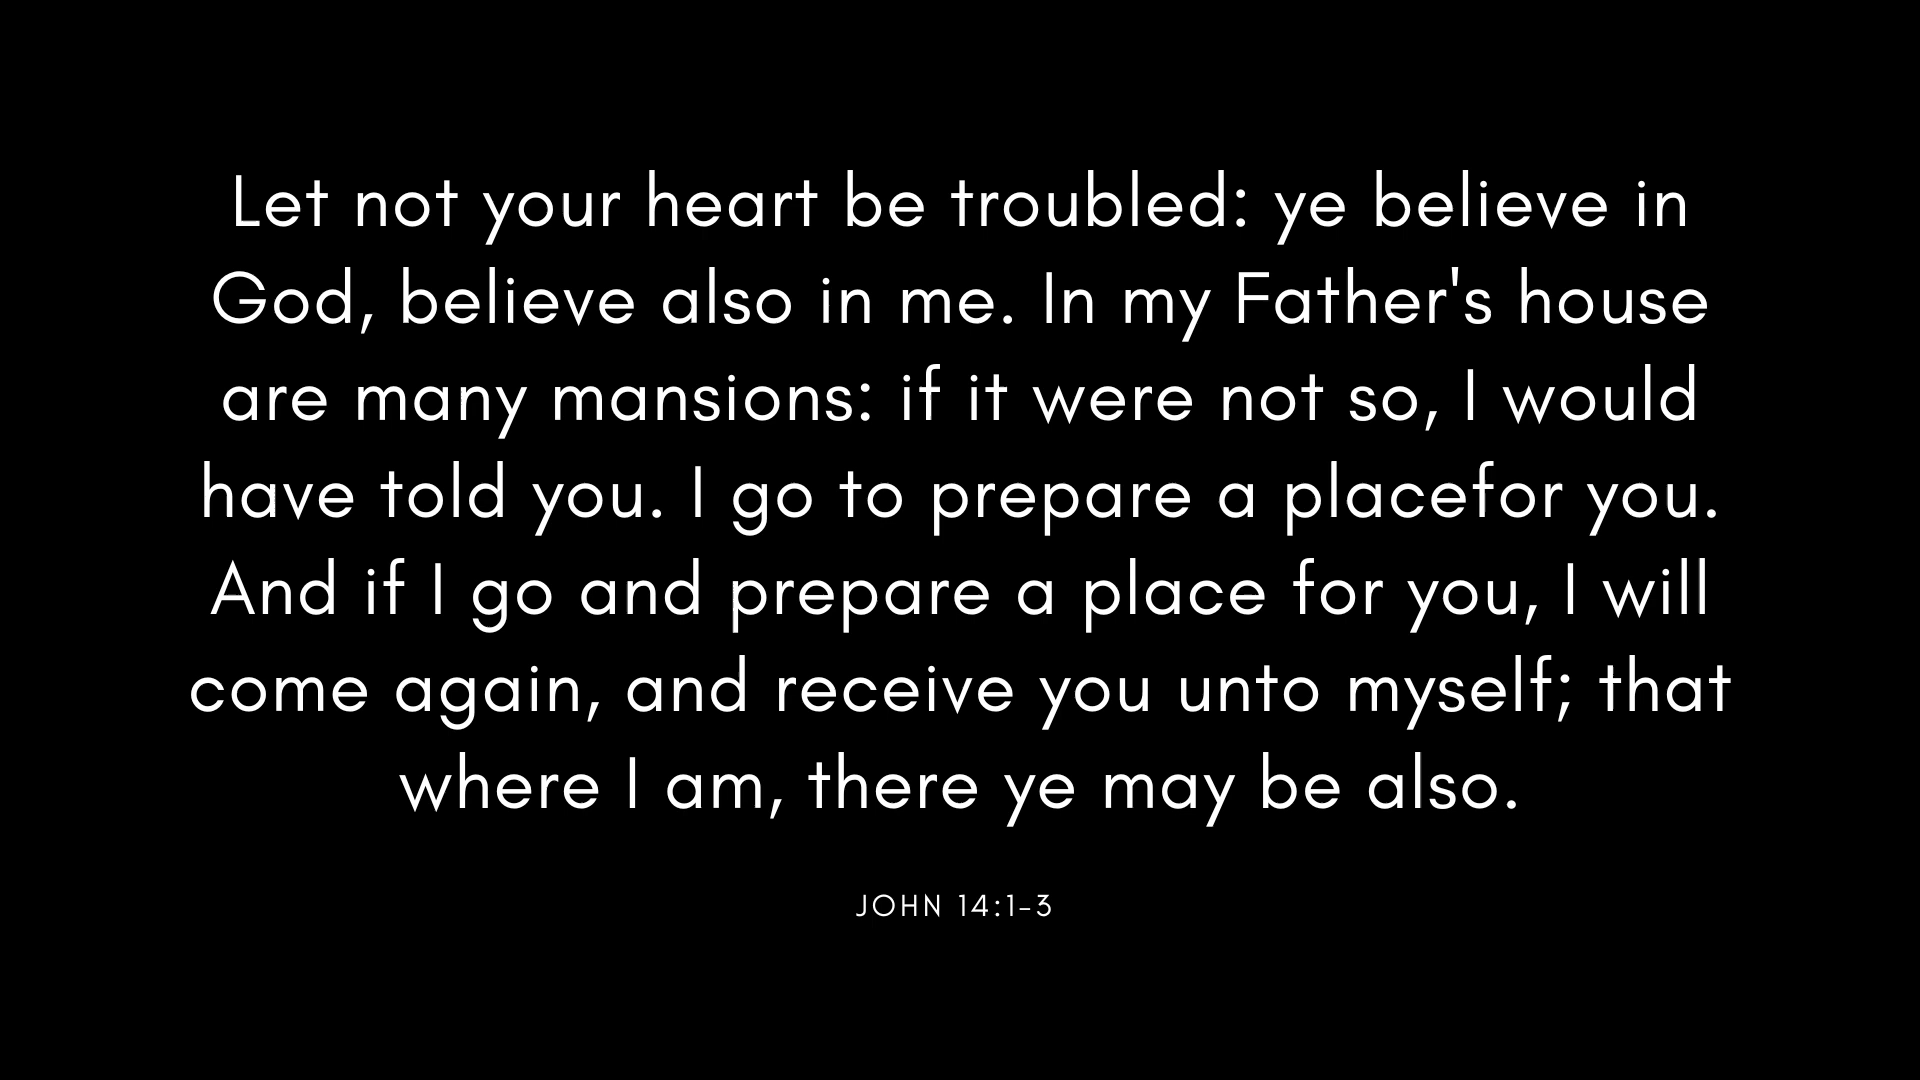 Let not your heart be troubled: ye believe in
God, believe also in me. In my Father's house
are many mansions: if it were not so, I would
have told you. I go to prepare a placefor you.
And if I go and prepare a place for you, I will
come again, and receive you unto myself; that
where I am, there ye may be also.
JOHN 14:1-3